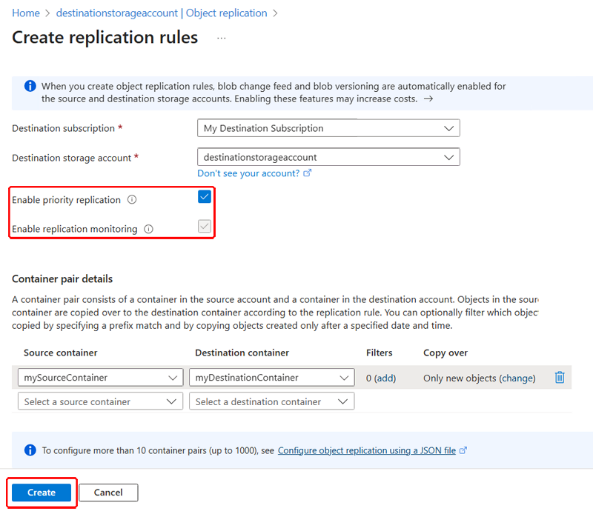 Home > destinationstorageaccount | Object replication >
Create replication rules ...
When you create object replication rules, blob change feed and blob versioning are automatically enabled for
the source and destination storage accounts. Enabling these features may increase costs. →
Destination subscription * My Destination Subscription
Destination storage account * destinationstorageaccount
Don't see your account?
Enable priority replication
Enable replication monitoring
Container pair details
A container pair consists of a container in the source account and a container in the destination account. Objects in the sour
container are copied over to the destination container according to the replication rule. You can optionally filter which object
copied by specifying a prefix match and by copying objects created only after a specified date and time.
Source container Destination container Filters Copy over
mySourceContainer myDestinationContainer 0 (add) Only new objects (change)
Select a source container Select a destination container
To configure more than 10 container pairs (up to 1000), see Configure object replication using a JSON file
Create Cancel